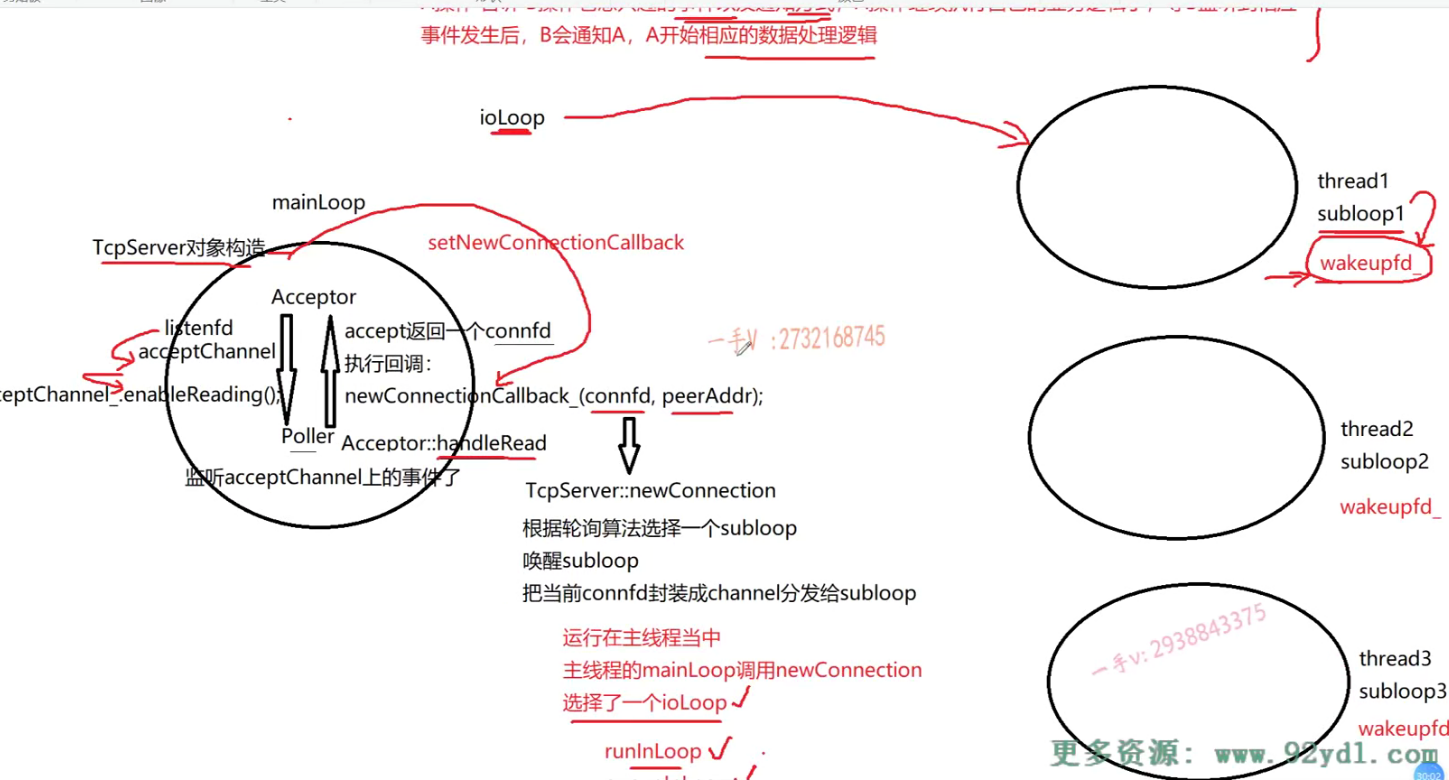 事件发生后，B会通知A，A开始相应的数据处理逻辑
ioLoop
mainLoop
TcpServer对象构造
setNewConnectionCallback
Acceptor
listenfd
acceptChannel
accept返回一个connfd
执行回调：
ceptChannel_.enableReading();
newConnectionCallback_(connfd, peerAddr);
Poller
Acceptor::handleRead
监听acceptChannel上的事件了
TcpServer::newConnection
根据轮询算法选择一个subloop
唤醒subloop
把当前connfd封装成channel分发给subloop
运行在主线程当中
主线程的mainLoop调用newConnection
选择了一个ioLoop
runInLoop
thread1
subloop1
wakeupfd_
thread2
subloop2
wakeupfd_
thread3
subloop3
wakeupfd
一手V :2732168745
一手v: 2938843375
更多资源: www.92ydl.com
30:02